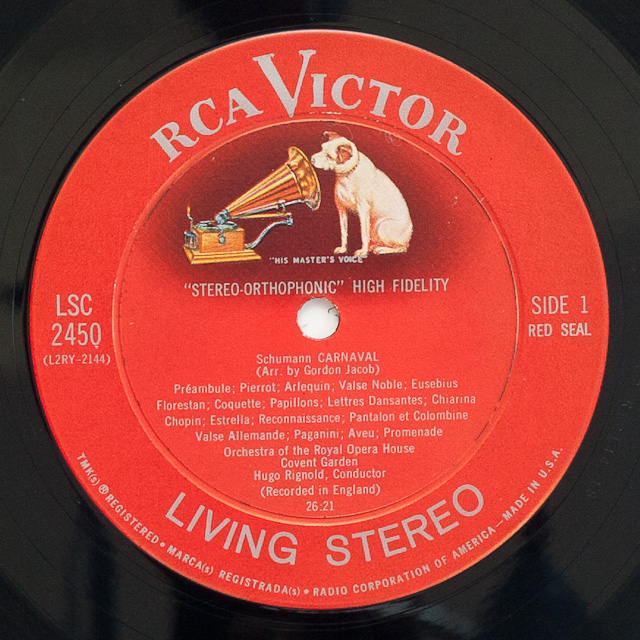 RCA VICTOR
"HIS MASTER'S VOICE"
"STEREO-ORTHOPHONIC" HIGH FIDELITY
LSC
2450
(L2RY-2144)
SIDE 1
RED SEAL
Schumann CARNAVAL
(Arr. by Gordon Jacob)
Préambule; Pierrot; Arlequin; Valse Noble; Eusebius
Florestan; Coquette; Papillons; Lettres Dansantes; Chiarina
Chopin; Estrella; Reconnaissance; Pantalon et Colombine
Valse Allemande; Paganini; Aveu; Promenade
Orchestra of the Royal Opera House
Covent Garden
Hugo Rignold, Conductor
(Recorded in England)
26:21
LIVING STEREO
TMK(s) ® REGISTERED • MARCA(s) REGISTRADA(s) • RADIO CORPORATION OF AMERICA—MADE IN U.S.A.